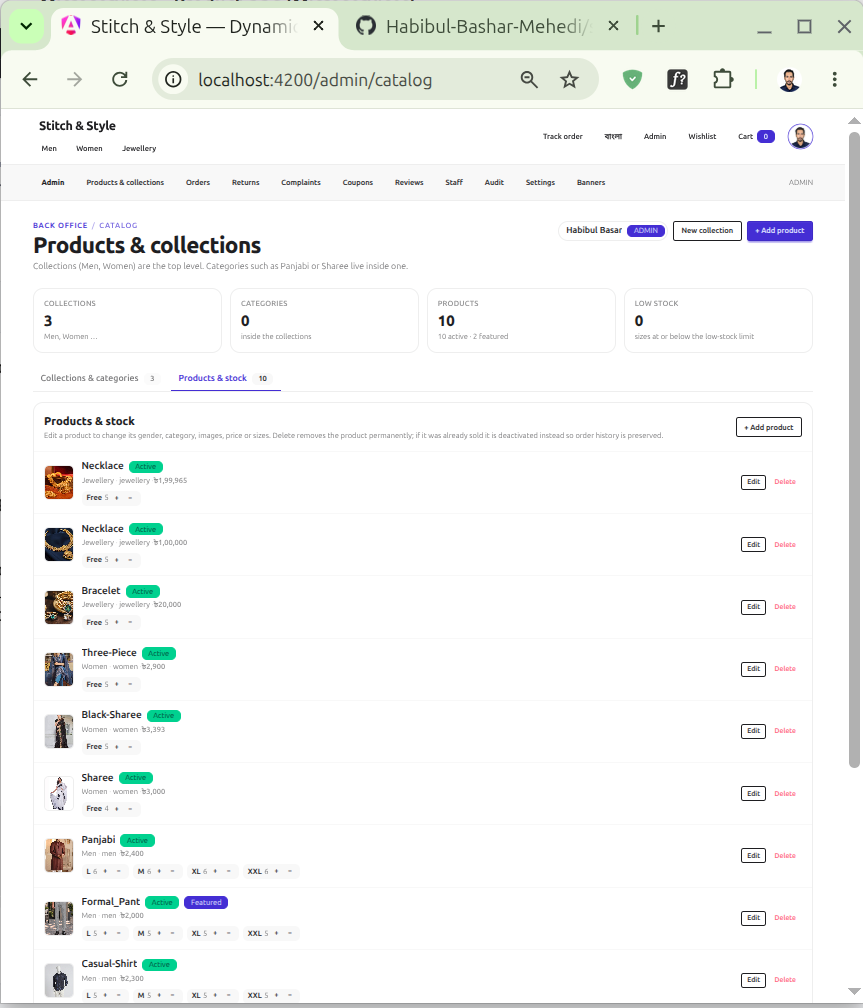 Stitch & Style — Dynamic
Habibul-Bashar-Mehedi/
localhost:4200/admin/catalog
f?
Stitch & Style
Men Women Jewellery
Track order বাংলা Admin Wishlist Cart 0
Admin Products & collections Orders Returns Complaints Coupons Reviews Staff Audit Settings Banners ADMIN
BACK OFFICE / CATALOG
Products & collections
Collections (Men, Women) are the top level. Categories such as Panjabi or Sharee live inside one.
Habibul Basar ADMIN New collection + Add product
COLLECTIONS
3
Men, Women …
CATEGORIES
0
inside the collections
PRODUCTS
10
10 active · 2 featured
LOW STOCK
0
sizes at or below the low-stock limit
Collections & categories 3 Products & stock 10
Products & stock
Edit a product to change its gender, category, images, price or sizes. Delete removes the product permanently; if it was already sold it is deactivated instead so order history is preserved.
+ Add product
Necklace Active
Jewellery · jewellery ৳1,99,965
Free 5 + −
Edit Delete
Necklace Active
Jewellery · jewellery ৳1,00,000
Free 5 + −
Edit Delete
Bracelet Active
Jewellery · jewellery ৳20,000
Free 5 + −
Edit Delete
Three-Piece Active
Women · women ৳2,900
Free 5 + −
Edit Delete
Black-Sharee Active
Women · women ৳3,393
Free 5 + −
Edit Delete
Sharee Active
Women · women ৳3,000
Free 4 + −
Edit Delete
Panjabi Active
Men · men ৳2,400
L 6 + − M 6 + − XL 6 + − XXL 6 + −
Edit Delete
Formal_Pant Active Featured
Men · men ৳2,000
L 5 + − M 5 + − XL 5 + − XXL 5 + −
Edit Delete
Casual-Shirt Active
Men · men ৳2,300
L 5 + − M 5 + − XL 5 + − XXL 5 + −
Edit Delete